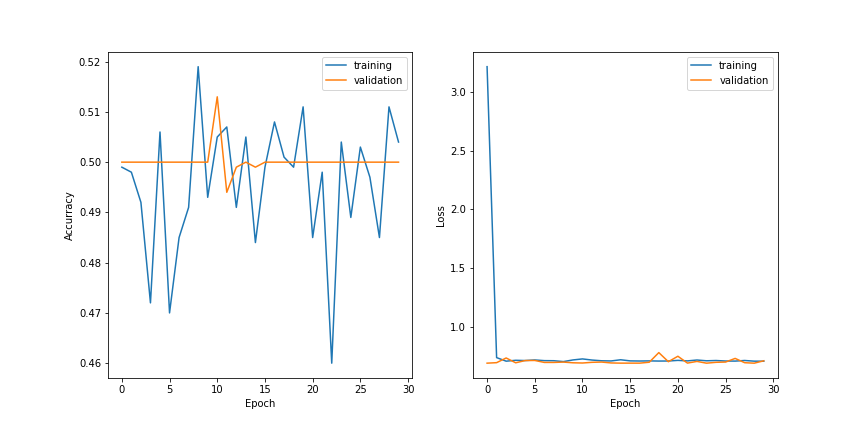 0.52
0.51
0.50
0.49
0.48
0.47
0.46
0 5 10 15 20 25 30
Epoch
Accurracy
training
validation
3.0
2.5
2.0
1.5
1.0
0 5 10 15 20 25 30
Epoch
Loss
training
validation